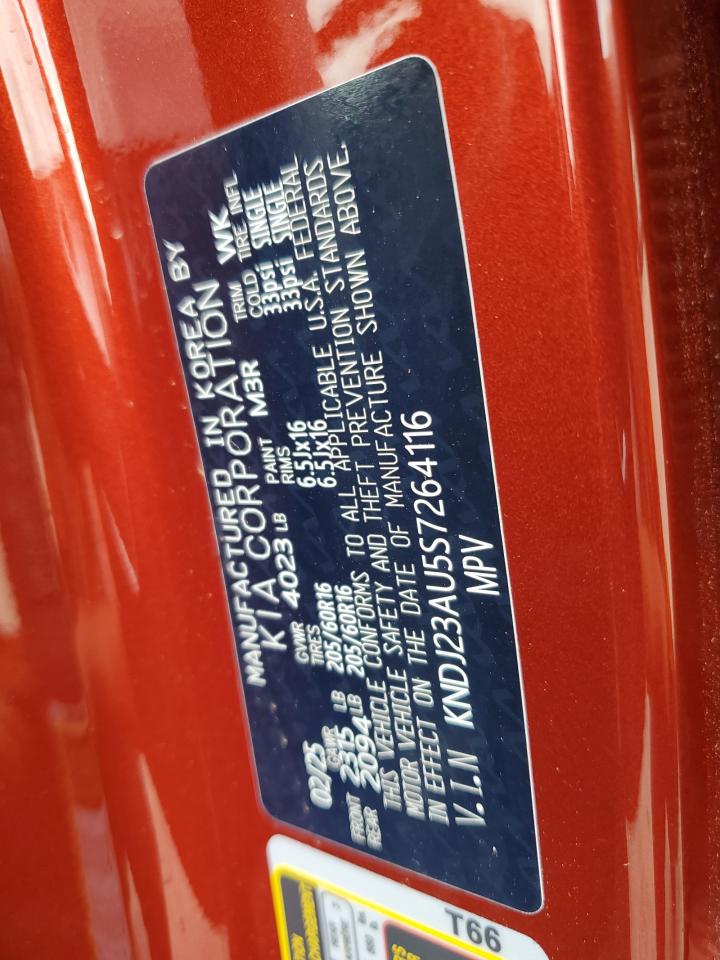 MANUFACTURED IN KOREA BY
KIA CORPORATION
02/25 GVWR 4023 LB PAINT M3R TRIM WK
GAWR TIRES RIMS COLD TIRE INFL
FRONT 2315 LB 205/60R16 6.5Jx16 33psi SINGLE
REAR 2094 LB 205/60R16 6.5Jx16 33psi SINGLE
THIS VEHICLE CONFORMS TO ALL APPLICABLE U.S.A. FEDERAL
MOTOR VEHICLE SAFETY AND THEFT PREVENTION STANDARDS
IN EFFECT ON THE DATE OF MANUFACTURE SHOWN ABOVE.
V.I.N KNDJ23AU5S7264116
MPV
T66